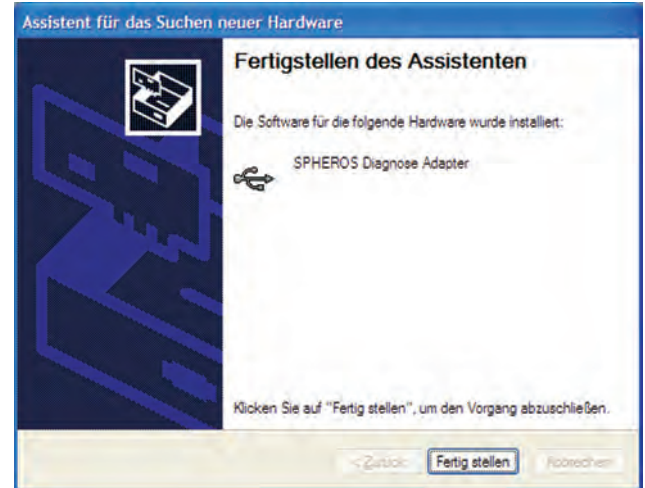 Assistent für das Suchen neuer Hardware
Fertigstellen des Assistenten
Die Software für die folgende Hardware wurde installiert:
SPHEROS Diagnose Adapter
Klicken Sie auf "Fertig stellen", um den Vorgang abzuschließen.
< Zurück Fertig stellen Abbrechen